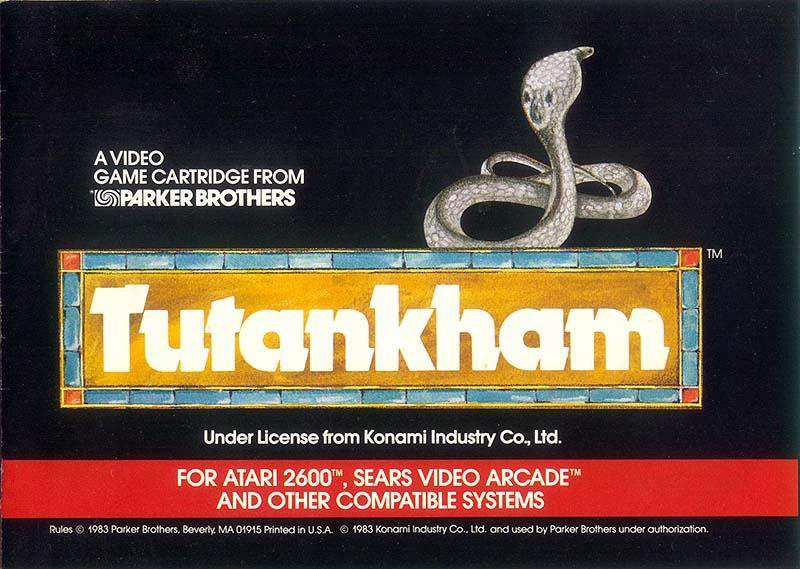 A VIDEO
GAME CARTRIDGE FROM
PARKER BROTHERS
TM
Tutankham
Under License from Konami Industry Co., Ltd.
FOR ATARI 2600™, SEARS VIDEO ARCADE™
AND OTHER COMPATIBLE SYSTEMS
Rules © 1983 Parker Brothers, Beverly, MA 01915 Printed in U.S.A. © 1983 Konami Industry Co., Ltd. and used by Parker Brothers under authorization.